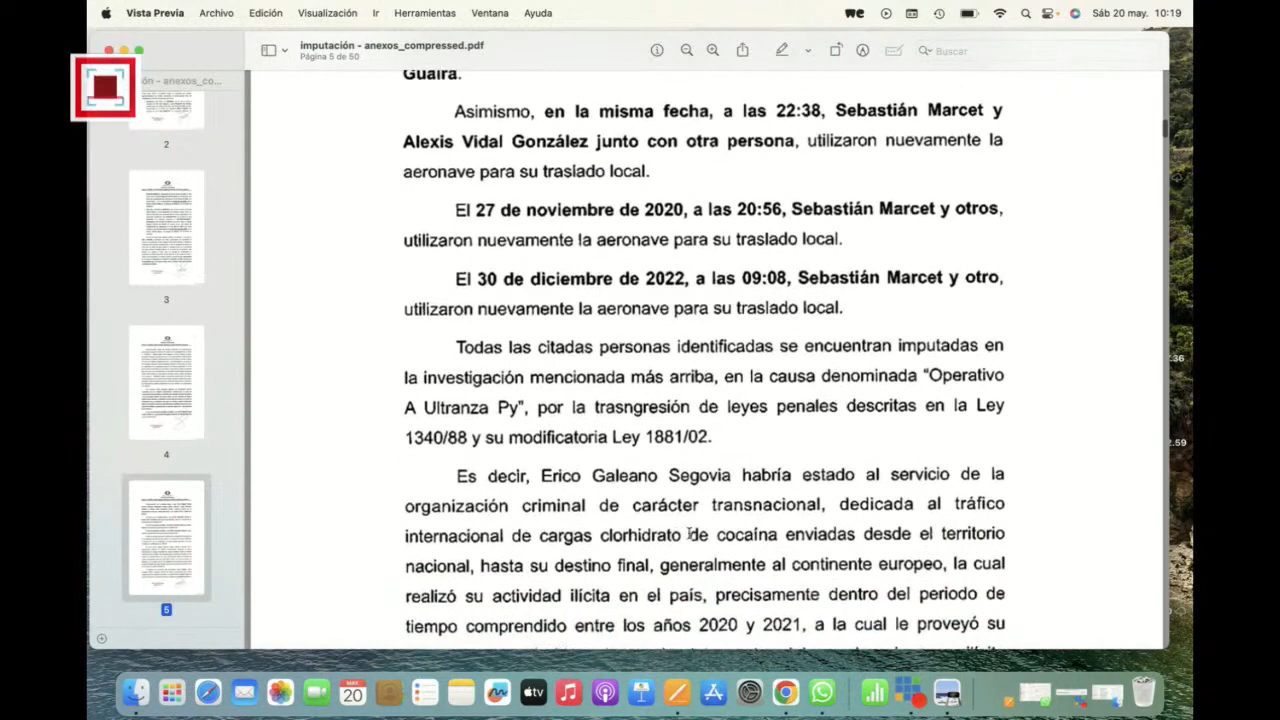 Vista Previa Archivo Edición Visualización Ir Herramientas Ventana Ayuda Sáb 20 may. 10:19
imputación - anexos_compressed.pdf
Página 5 de 50
Buscar
ón - anexos_co...
2
3
4
5
Guaira.
Asimismo, en la misma fecha, a las 22:38, Sebastián Marcet y
Alexis Vidal González junto con otra persona, utilizaron nuevamente la
aeronave para su traslado local.
El 27 de noviembre de 2020, a las 20:56, Sebastián Marcet y otros,
utilizaron nuevamente la aeronave para su traslado local.
El 30 de diciembre de 2022, a las 09:08, Sebastián Marcet y otro,
utilizaron nuevamente la aeronave para su traslado local.
Todas las citadas personas identificadas se encuentran imputadas en
la investigación mencionada más arriba, en la causa denominada “Operativo
A Ultranza Py”, por la trasngresión de leyes penales descritas en la Ley
1340/88 y su modificatoria Ley 1881/02.
Es decir, Erico Galeano Segovia habría estado al servicio de la
organización criminal de carácter transnacional, dedicada al tráfico
internacional de cargas clorhidrato de cocaína enviadas desde el territorio
nacional, hasta su destino final, generalmente al continente europeo, la cual
realizó su actividad ilícita en el país, precisamente dentro del periodo de
tiempo comprendido entre los años 2020 y 2021, a la cual le proveyó su
.36
2.59
tv
20